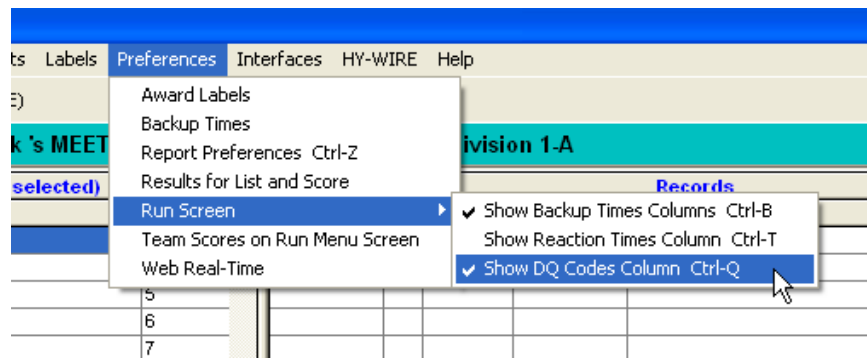 ts Labels Preferences Interfaces HY-WIRE Help
E)
Award Labels
Backup Times
k 's MEET
Report Preferences Ctrl-Z
ivision 1-A
selected)
Results for List and Score
Records
Run Screen
Show Backup Times Columns Ctrl-B
Team Scores on Run Menu Screen
Show Reaction Times Column Ctrl-T
Web Real-Time
Show DQ Codes Column Ctrl-Q
5
6
7